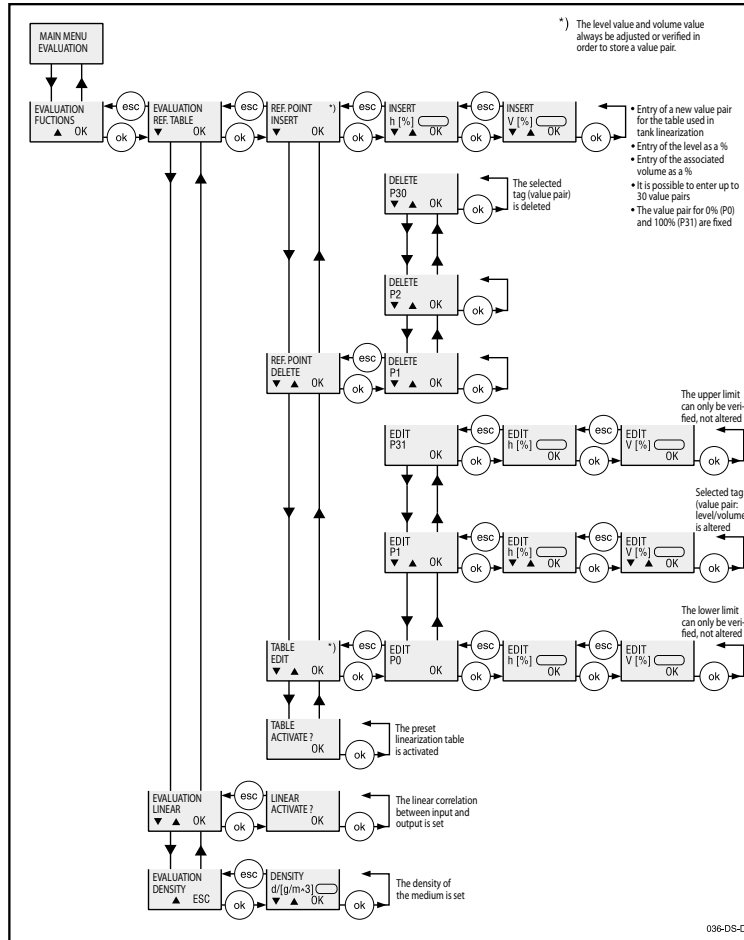 MAIN MENU
EVALUATION
*) The level value and volume value
always be adjusted or verified in
order to store a value pair.
EVALUATION
FUCTIONS
▲ OK
esc
ok
EVALUATION
REF. TABLE
▼ OK
esc
ok
REF. POINT *)
INSERT
▼ OK
esc
ok
INSERT
h [%]
▼ ▲ OK
esc
ok
INSERT
V [%]
▼ ▲ OK
ok
• Entry of a new value pair
for the table used in
tank linearization
• Entry of the level as a %
• Entry of the associated
volume as a %
• It is possible to enter up to
30 value pairs
• The value pair for 0% (P0)
and 100% (P31) are fixed
DELETE
P30
▼ ▲ OK
ok
The selected
tag (value pair)
is deleted
DELETE
P2
▼ ▲ OK
ok
REF. POINT
DELETE
▼ ▲ OK
esc
ok
DELETE
P1
▼ ▲ OK
ok
The upper limit
can only be veri-
fied, not altered
EDIT
P31
OK
esc
ok
EDIT
h [%]
OK
esc
ok
EDIT
V [%]
OK
ok
Selected tag
(value pair:
level/volume
is altered
EDIT
P1
▼ ▲ OK
esc
ok
EDIT
h [%]
▼ ▲ OK
esc
ok
EDIT
V [%]
▼ ▲ OK
ok
The lower limit
can only be veri-
fied, not altered
TABLE *)
EDIT
▼ ▲ OK
esc
ok
EDIT
P0
OK
esc
ok
EDIT
h [%]
OK
esc
ok
EDIT
V [%]
OK
ok
TABLE
ACTIVATE ?
OK
ok
The preset
linearization table
is activated
EVALUATION
LINEAR
▼ ▲ OK
esc
ok
LINEAR
ACTIVATE ?
OK
ok
The linear correlation
between input and
output is set
EVALUATION
DENSITY
▲ ESC
esc
ok
DENSITY
d/[g/m^3]
▼ ▲ OK
ok
The density of
the medium is set
036-DS-D